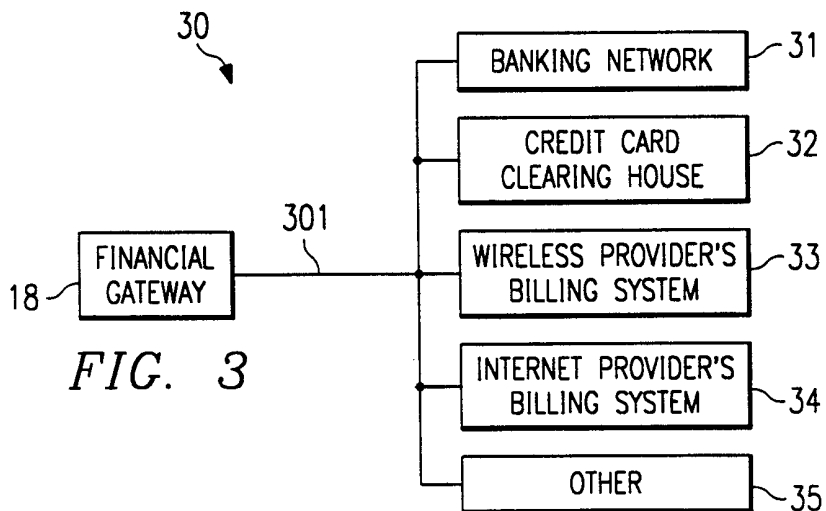 30
BANKING NETWORK
31
CREDIT CARD
CLEARING HOUSE
32
301
FINANCIAL
GATEWAY
18
WIRELESS PROVIDER'S
BILLING SYSTEM
33
FIG. 3
INTERNET PROVIDER'S
BILLING SYSTEM
34
OTHER
35